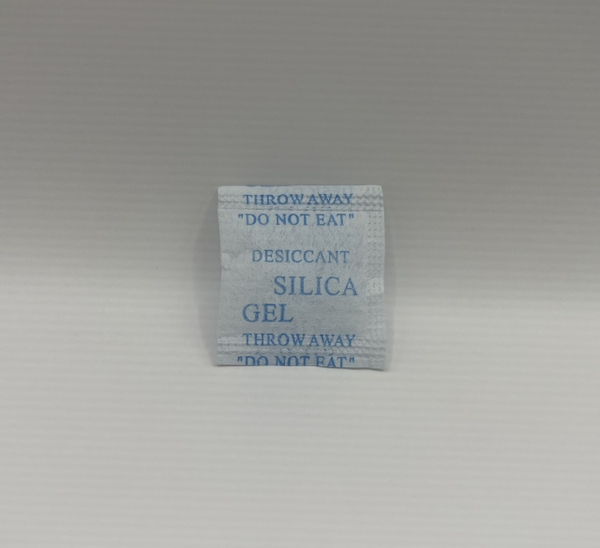 THROW AWAY
"DO NOT EAT"
DESICCANT
SILICA
GEL
THROW AWAY
"DO NOT EAT"